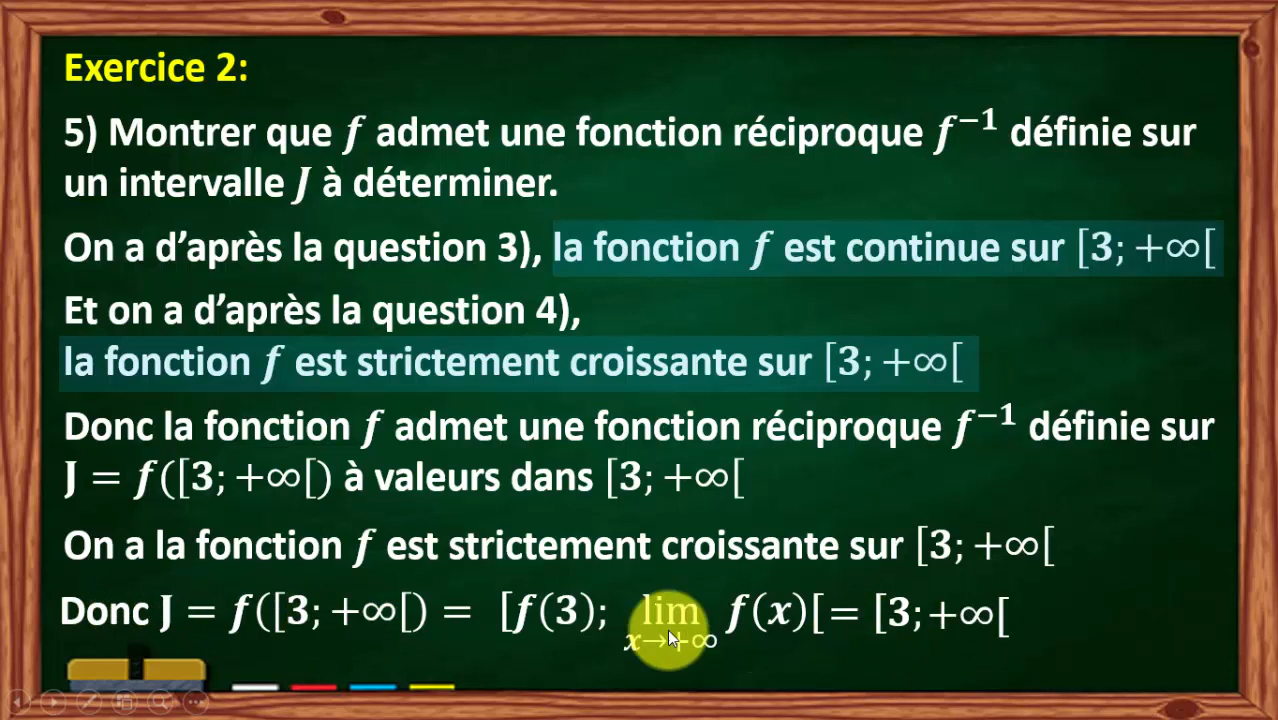 Exercice 2:
5) Montrer que f admet une fonction réciproque f⁻¹ définie sur
un intervalle J à déterminer.
On a d’après la question 3), la fonction f est continue sur [3; +∞[
Et on a d’après la question 4),
la fonction f est strictement croissante sur [3; +∞[
Donc la fonction f admet une fonction réciproque f⁻¹ définie sur
J = f([3; +∞[) à valeurs dans [3; +∞[
On a la fonction f est strictement croissante sur [3; +∞[
Donc J = f([3; +∞[) = [f(3); lim x→+∞ f(x)[ = [3; +∞[